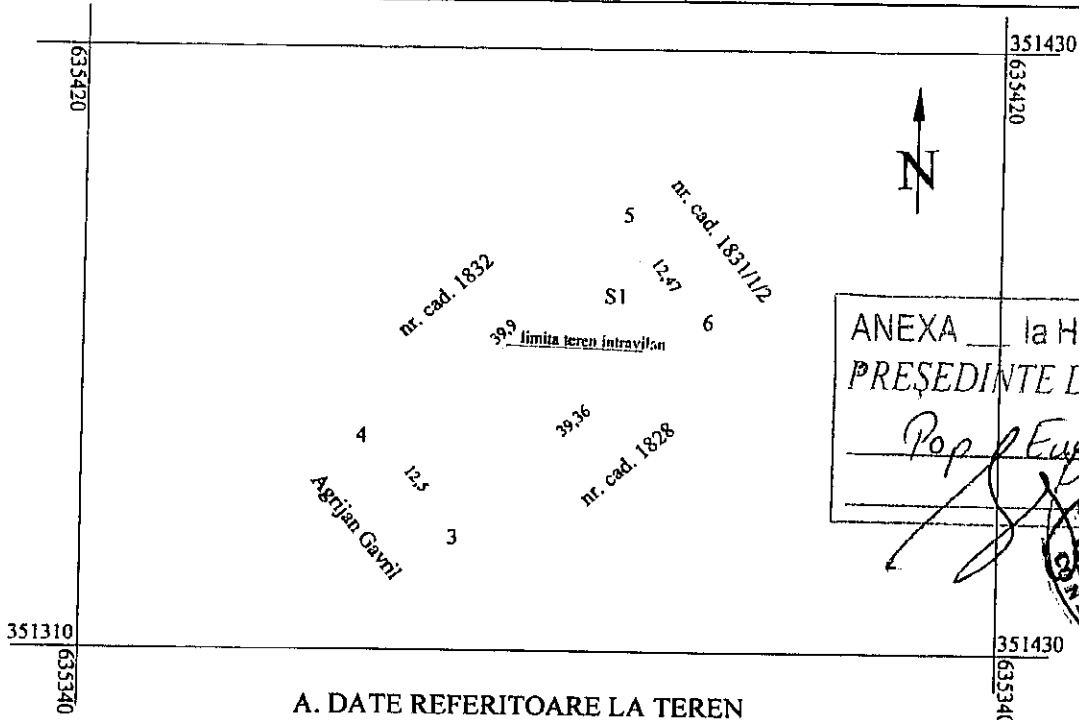 351430
635420
635420
N
5
nr. cad. 1831/1/2
nr. cad. 1832
12,47
S1
6
39,9
limita teren intravilan
ANEXA __ la H
PREŞEDINTE D
Pop
39,36
nr. cad. 1828
4
12,5
Agrijan Gavril
3
351310
351430
635340
635340
A. DATE REFERITOARE LA TEREN